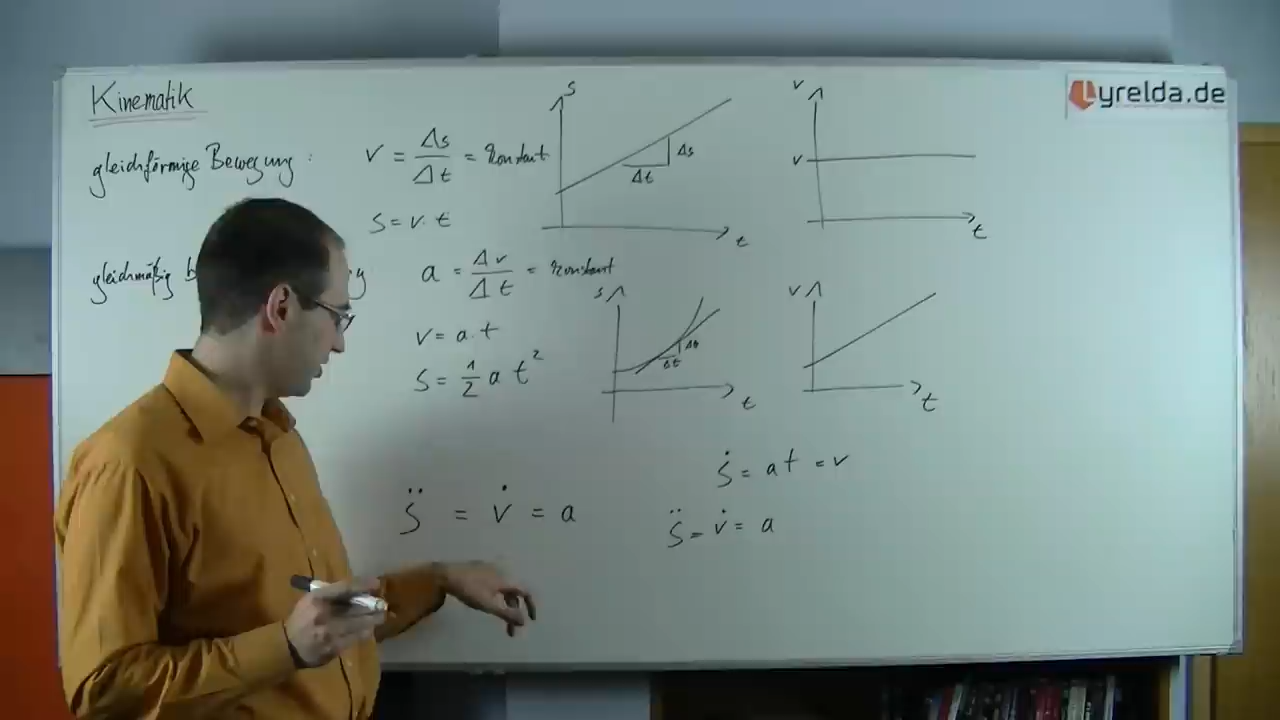 Kinematik
Lyrelda.de
gleichförmige Bewegung :
v = Δs/Δt = konstant
s = v · t
s
Δs
Δt
t
v
v
t
gleichmäßig
a = Δv/Δt = konstant
v = a · t
s = 1/2 a t²
s
Δs
Δt
t
v
t
ṡ = at = v
s̈ = v̇ = a
s̈ = v̇ = a